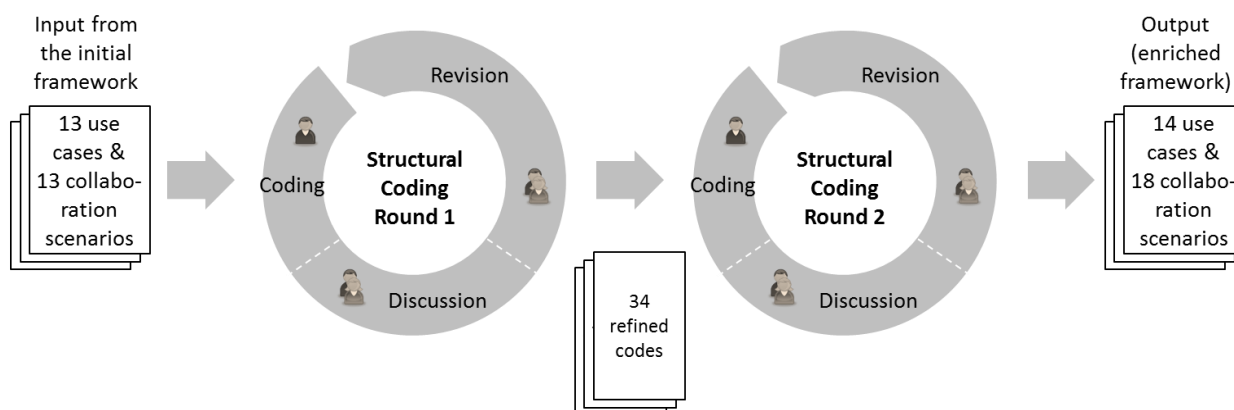 Input from
the initial
framework
13 use
cases &
13 collabo-
ration
scenarios
Revision
Coding
Structural
Coding
Round 1
Discussion
34
refined
codes
Revision
Coding
Structural
Coding
Round 2
Discussion
Output
(enriched
framework)
14 use
cases &
18 collabo-
ration
scenarios